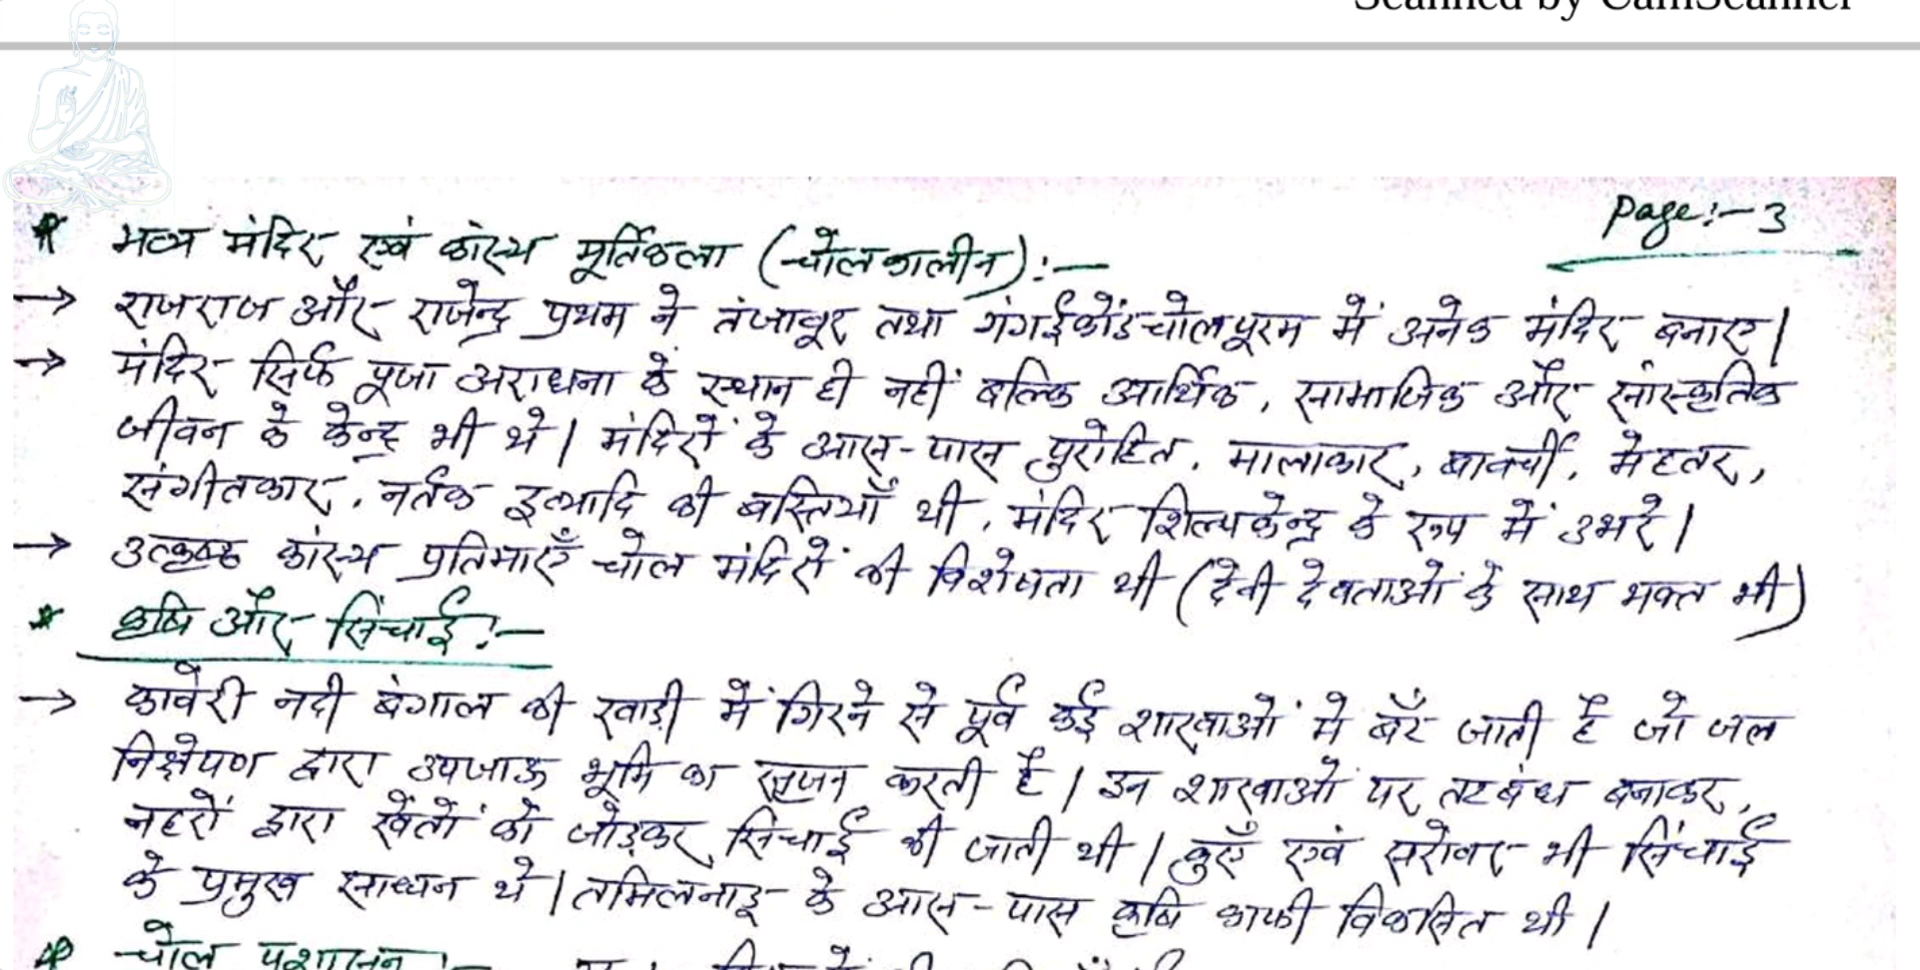 Scanned by CamScanner
Page:- 3
* भव्य मंदिर एवं कांस्य मूर्तिकला (चोलकालीन):-
→ राजराज और राजेन्द्र प्रथम ने तंजावूर तथा गंगईकोंडचोलपूरम में अनेक मंदिर बनाए।
→ मंदिर सिर्फ पूजा अराधना के स्थान ही नहीं बल्कि आर्थिक, सामाजिक और सांस्कृतिक
जीवन के केन्द्र भी थे। मंदिरों के आस-पास पुरोहित, मालाकार, बावर्ची, मेहतर,
संगीतकार, नर्तक इत्यादि की बस्तियाँ थी, मंदिर शिल्पकेन्द्र के रूप में उभरे।
→ उत्कृष्ठ कांस्य प्रतिमाएँ चोल मंदिरों की विशेषता थी (देवी देवताओं के साथ भक्त भी)
* कृषि और सिंचाई:-
→ कावेरी नदी बंगाल की खाड़ी में गिरने से पूर्व कई शाखाओं में बँट जाती है जो जल
निक्षेपण द्वारा उपजाऊ भूमि का सृजन करती है। इन शाखाओं पर तटबंध बनाकर,
नहरों द्वारा खेंतों को जोड़कर सिंचाई की जाती थी। कुएँ एवं सरोवर भी सिंचाई
के प्रमुख साधन थे। तमिलनाडू के आस-पास कृषि काफी विकसित थी।
* चोल प्रशासन:-